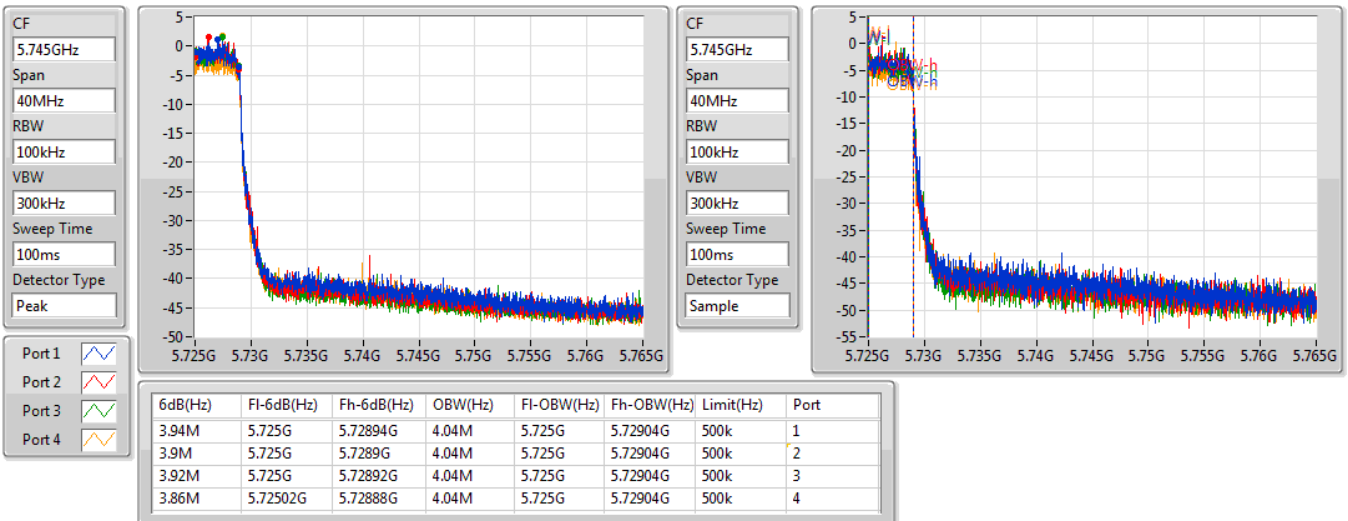 CF
5.745GHz
Span
40MHz
RBW
100kHz
VBW
300kHz
Sweep Time
100ms
Detector Type
Peak
5
0
-5
-10
-15
-20
-25
-30
-35
-40
-45
-50
5.725G 5.73G 5.735G 5.74G 5.745G 5.75G 5.755G 5.76G 5.765G
CF
5.745GHz
Span
40MHz
RBW
100kHz
VBW
300kHz
Sweep Time
100ms
Detector Type
Sample
5
0
-5
-10
-15
-20
-25
-30
-35
-40
-45
-50
-55
OBW-h
5.725G 5.73G 5.735G 5.74G 5.745G 5.75G 5.755G 5.76G 5.765G
Port 1
Port 2
Port 3
Port 4
6dB(Hz) Fl-6dB(Hz) Fh-6dB(Hz) OBW(Hz) Fl-OBW(Hz) Fh-OBW(Hz) Limit(Hz) Port
3.94M 5.725G 5.72894G 4.04M 5.725G 5.72904G 500k 1
3.9M 5.725G 5.7289G 4.04M 5.725G 5.72904G 500k 2
3.92M 5.725G 5.72892G 4.04M 5.725G 5.72904G 500k 3
3.86M 5.72502G 5.72888G 4.04M 5.725G 5.72904G 500k 4